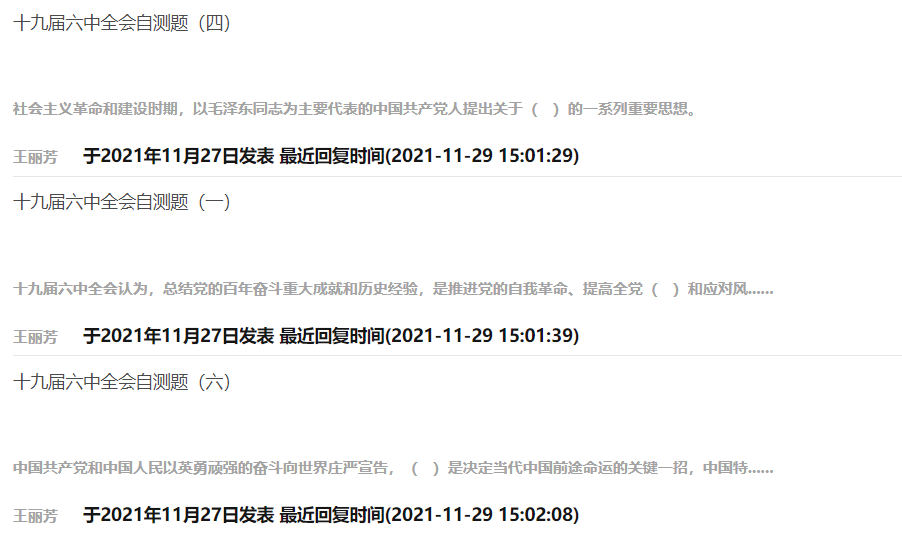 十九届六中全会自测题（四）
社会主义革命和建设时期，以毛泽东同志为主要代表的中国共产党人提出关于（　）的一系列重要思想。
王丽芳 于2021年11月27日发表 最近回复时间(2021-11-29 15:01:29)
十九届六中全会自测题（一）
十九届六中全会认为，总结党的百年奋斗重大成就和历史经验，是推进党的自我革命、提高全党（　）和应对风......
王丽芳 于2021年11月27日发表 最近回复时间(2021-11-29 15:01:39)
十九届六中全会自测题（六）
中国共产党和中国人民以英勇顽强的奋斗向世界庄严宣告，（　）是决定当代中国前途命运的关键一招，中国特......
王丽芳 于2021年11月27日发表 最近回复时间(2021-11-29 15:02:08)